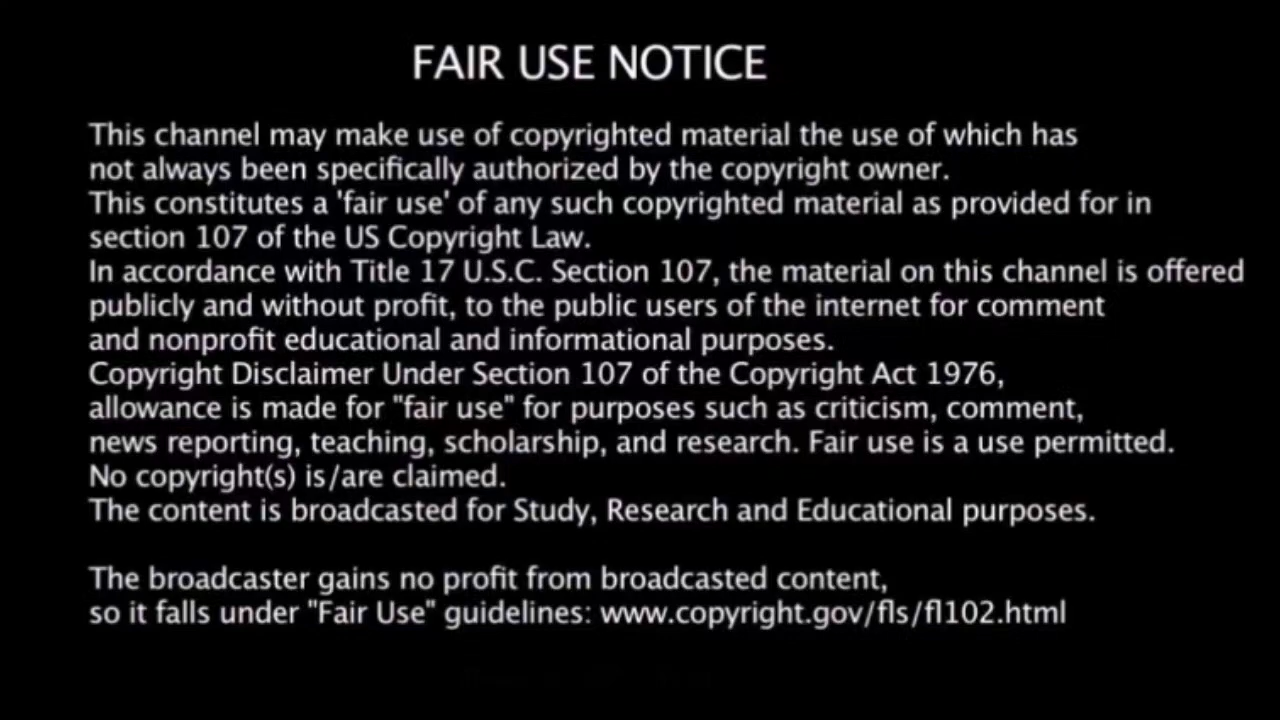 FAIR USE NOTICE
This channel may make use of copyrighted material the use of which has
not always been specifically authorized by the copyright owner.
This constitutes a 'fair use' of any such copyrighted material as provided for in
section 107 of the US Copyright Law.
In accordance with Title 17 U.S.C. Section 107, the material on this channel is offered
publicly and without profit, to the public users of the internet for comment
and nonprofit educational and informational purposes.
Copyright Disclaimer Under Section 107 of the Copyright Act 1976,
allowance is made for "fair use" for purposes such as criticism, comment,
news reporting, teaching, scholarship, and research. Fair use is a use permitted.
No copyright(s) is/are claimed.
The content is broadcasted for Study, Research and Educational purposes.
The broadcaster gains no profit from broadcasted content,
so it falls under "Fair Use" guidelines: www.copyright.gov/fls/fl102.html